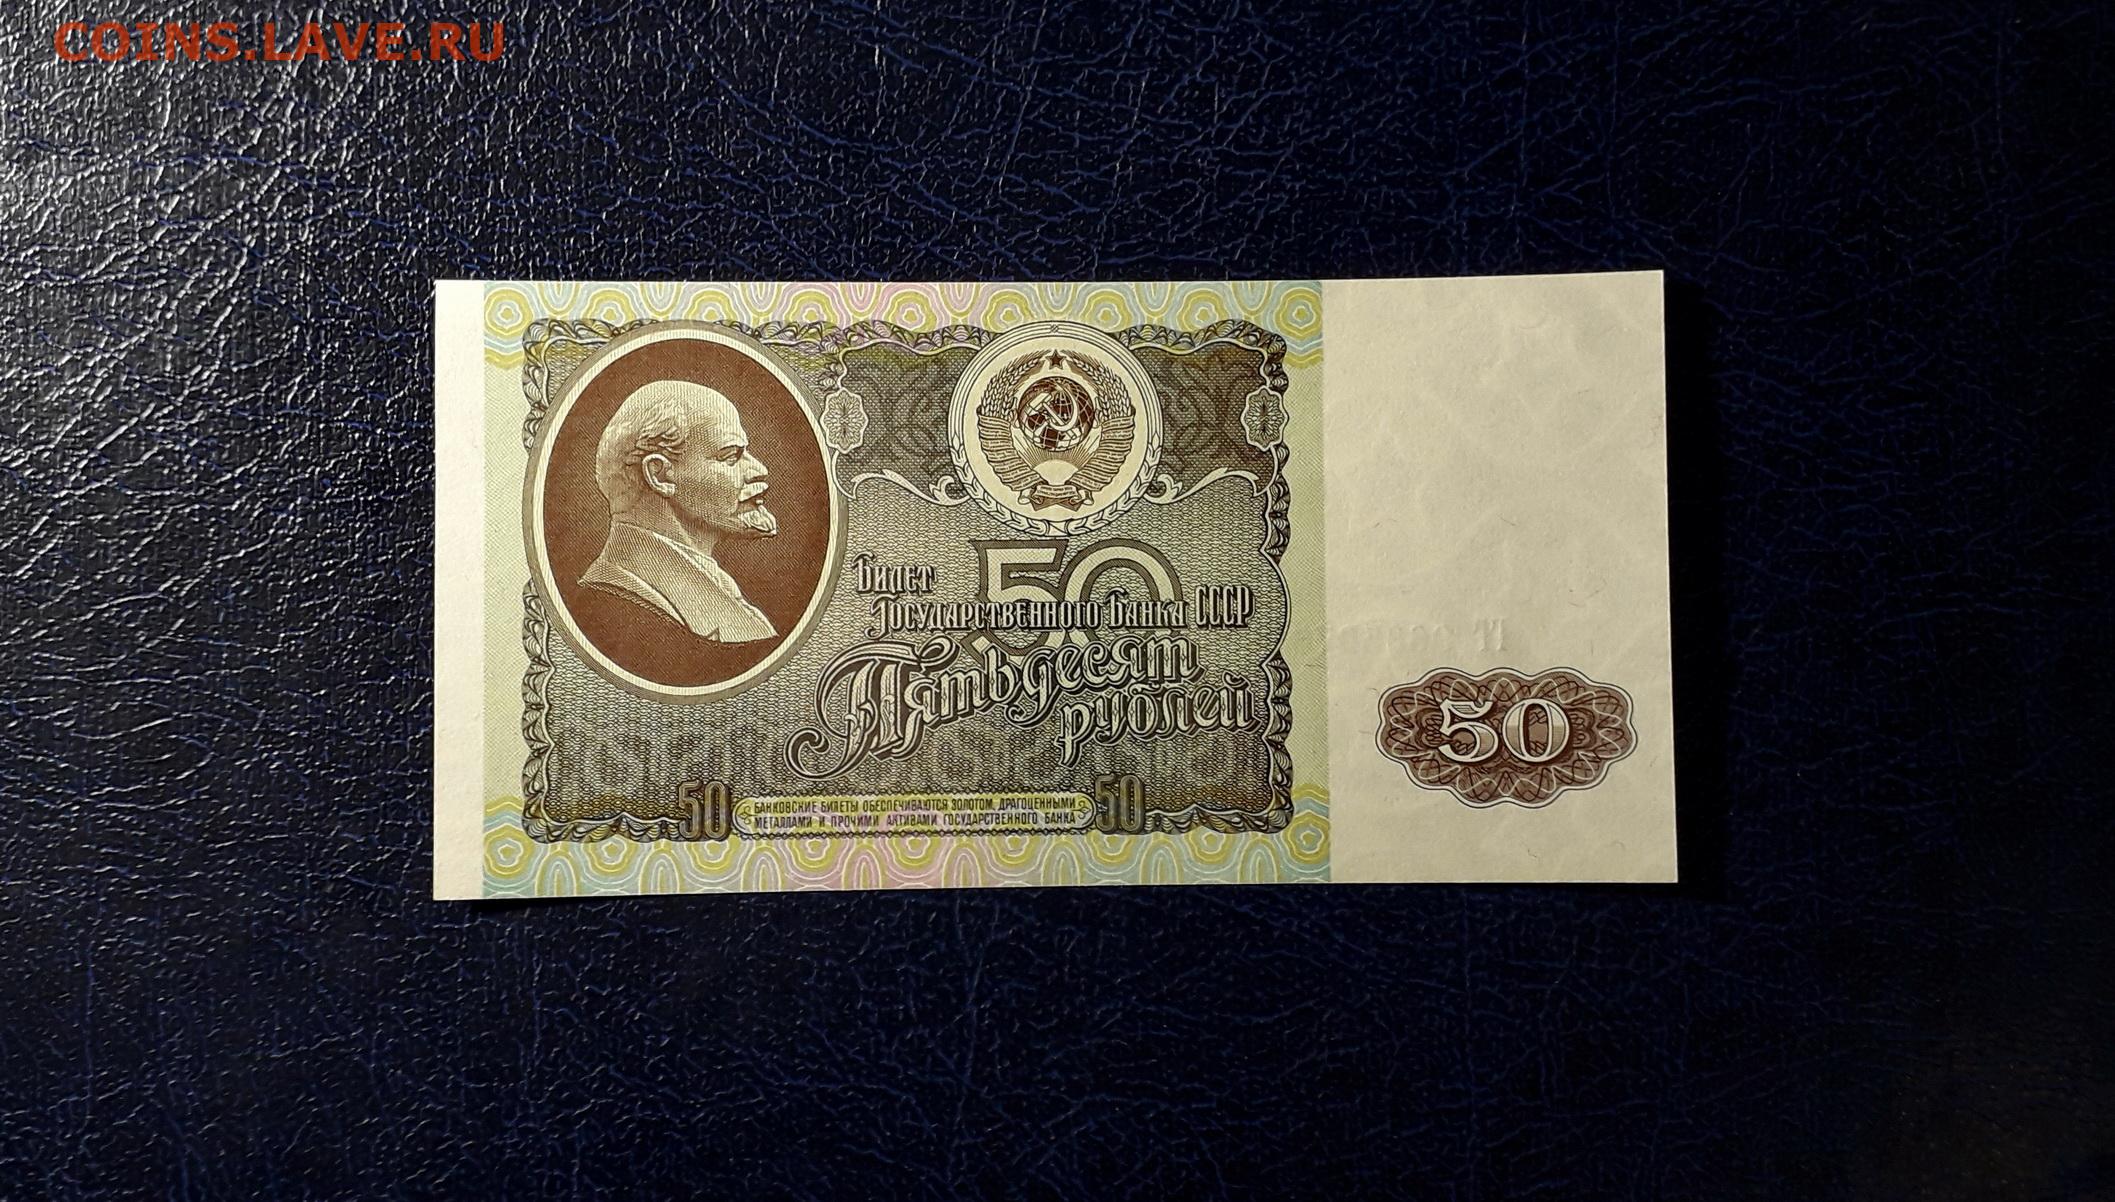 COINS.LAVE.RU
50
Билет
Государственного Банка СССР
Пятьдесят
рублей
50
50
БАНКОВСКИЕ БИЛЕТЫ ОБЕСПЕЧИВАЮТСЯ ЗОЛОТОМ, ДРАГОЦЕННЫМИ
МЕТАЛЛАМИ И ПРОЧИМИ АКТИВАМИ ГОСУДАРСТВЕННОГО БАНКА
50